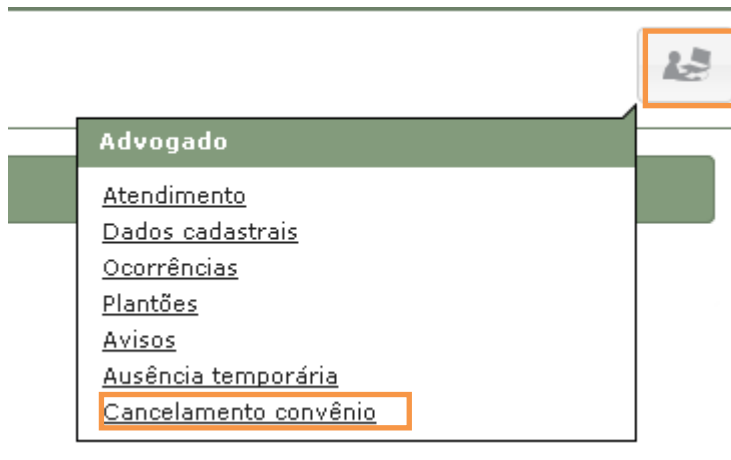 Advogado
Atendimento
Dados cadastrais
Ocorrências
Plantões
Avisos
Ausência temporária
Cancelamento convênio